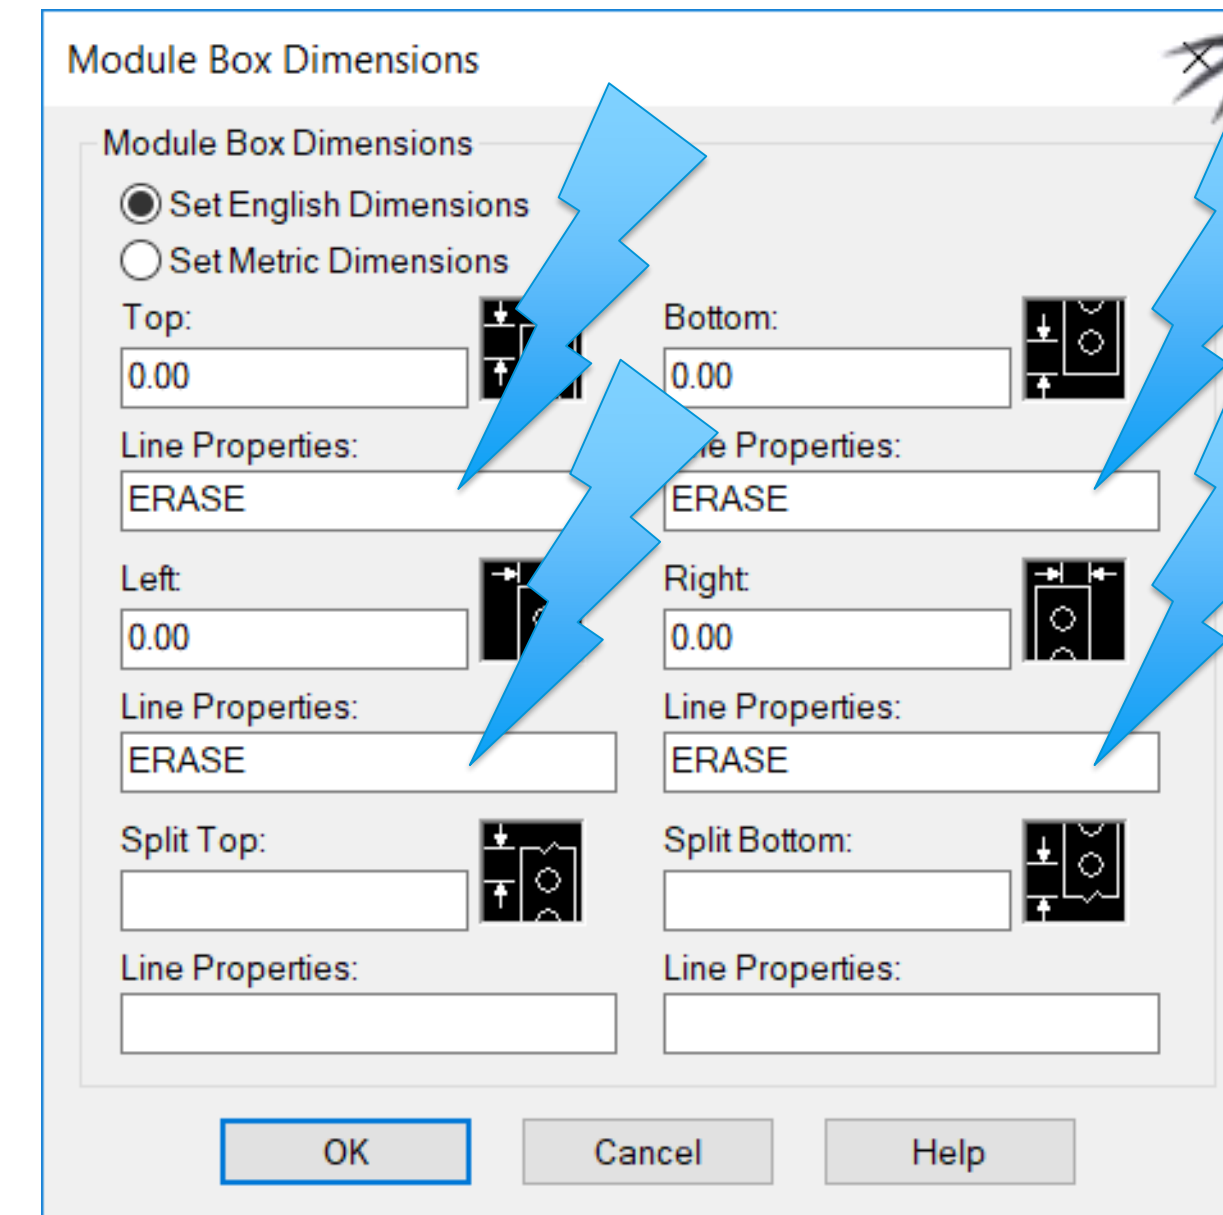 Module Box Dimensions
Module Box Dimensions
Set English Dimensions
Set Metric Dimensions
Top: Bottom:
0.00 0.00
Line Properties: Properties:
ERASE ERASE
Left: Right:
0.00 0.00
Line Properties: Line Properties:
ERASE ERASE
Split Top: Split Bottom:
Line Properties: Line Properties:
OK Cancel Help